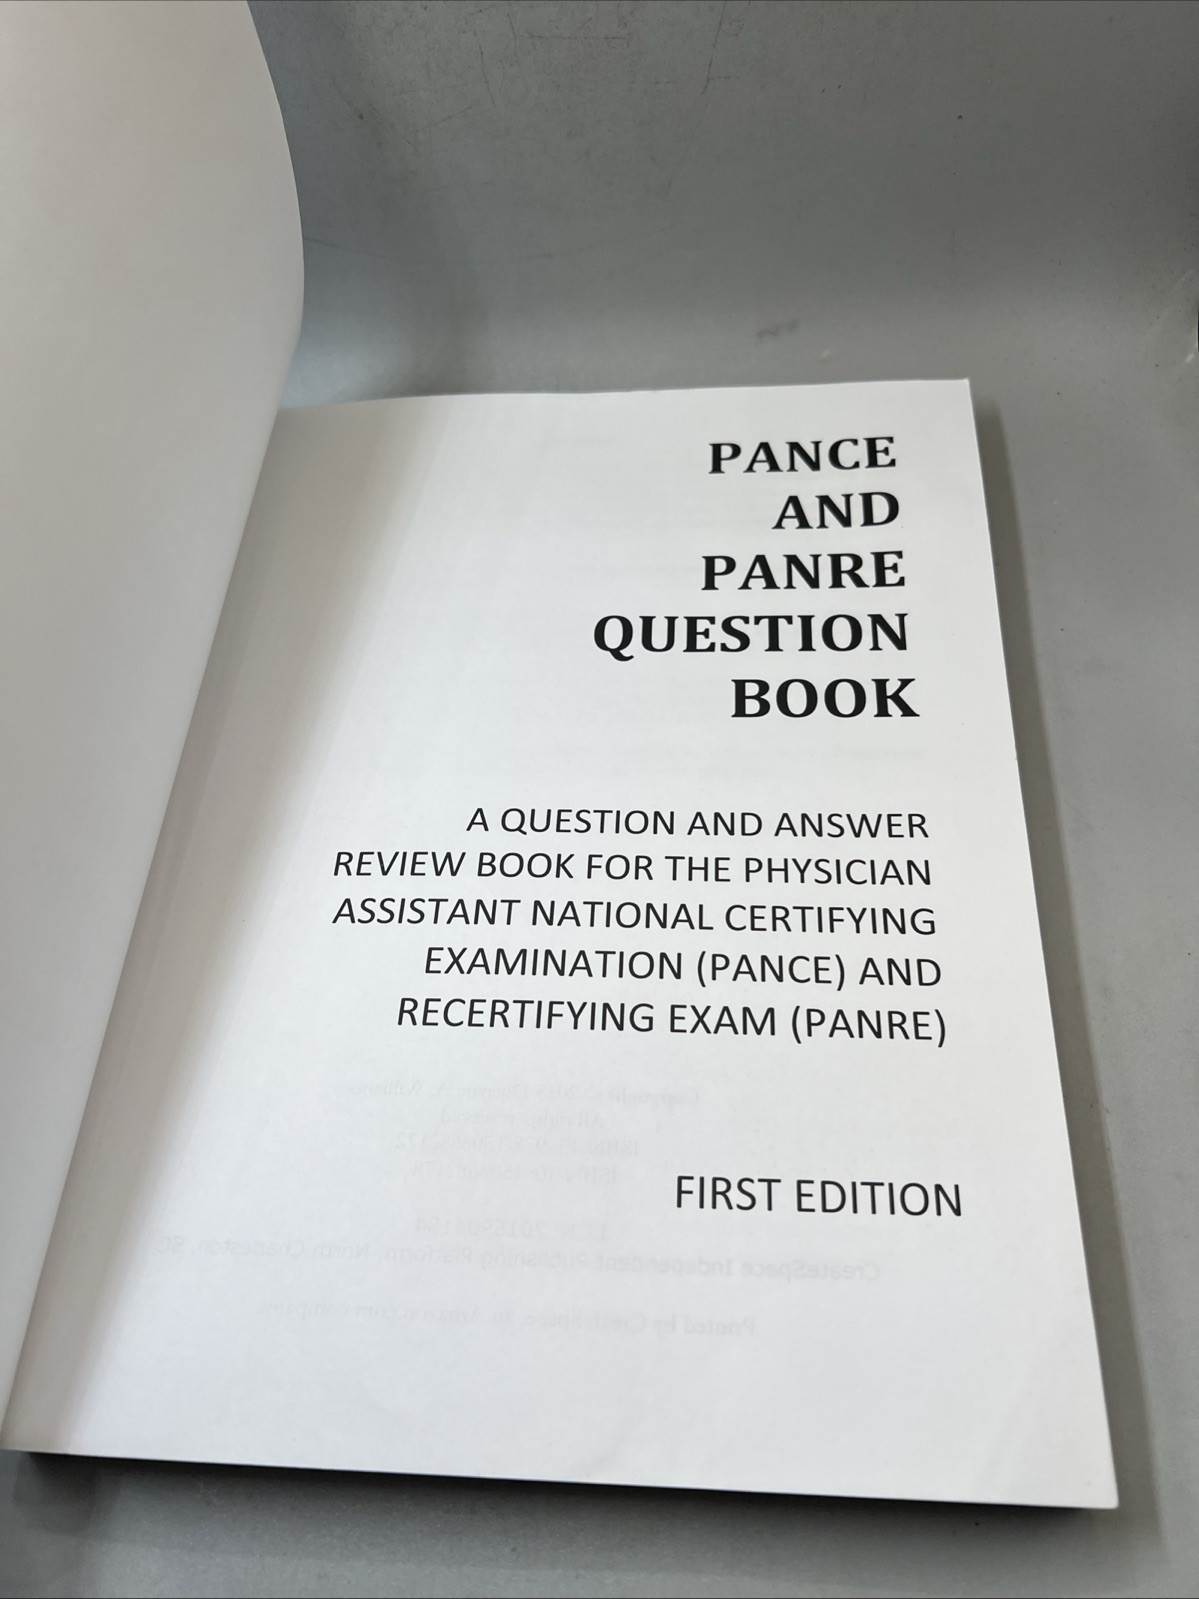 PANCE
AND
PANRE
QUESTION
BOOK
A QUESTION AND ANSWER
REVIEW BOOK FOR THE PHYSICIAN
ASSISTANT NATIONAL CERTIFYING
EXAMINATION (PANCE) AND
RECERTIFYING EXAM (PANRE)
FIRST EDITION